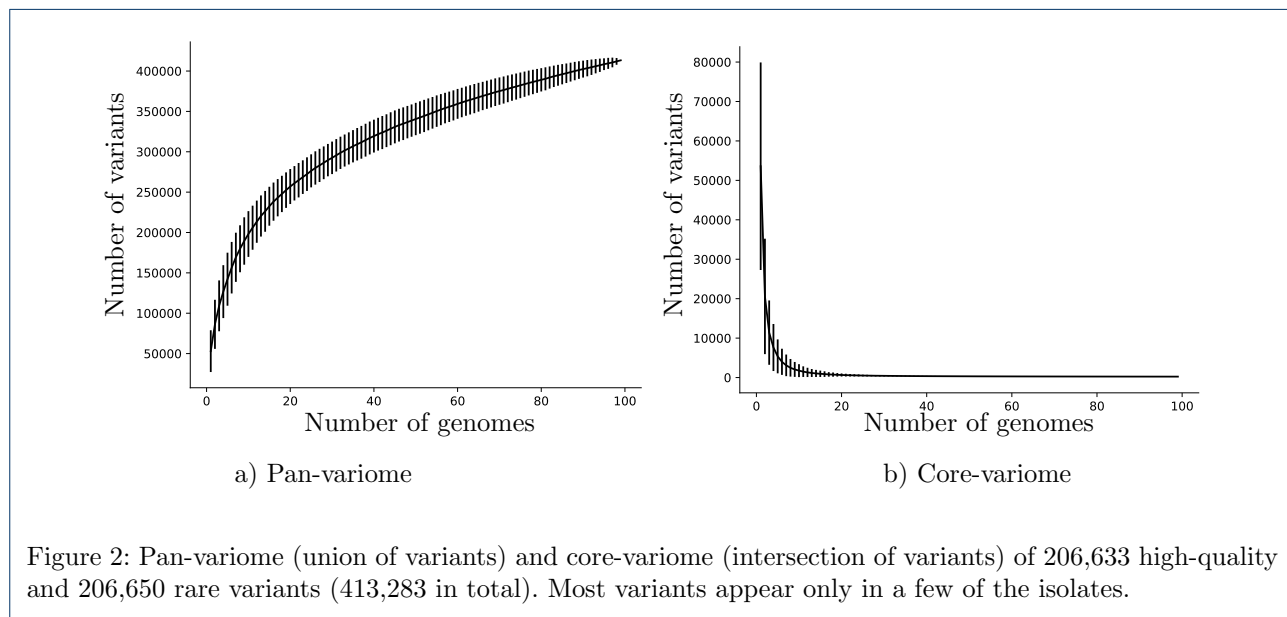 Number of variants
400000
350000
300000
250000
200000
150000
100000
50000
0 20 40 60 80 100
Number of genomes
a) Pan-variome
Number of variants
80000
70000
60000
50000
40000
30000
20000
10000
0
0 20 40 60 80 100
Number of genomes
b) Core-variome
Figure 2: Pan-variome (union of variants) and core-variome (intersection of variants) of 206,633 high-quality
and 206,650 rare variants (413,283 in total). Most variants appear only in a few of the isolates.